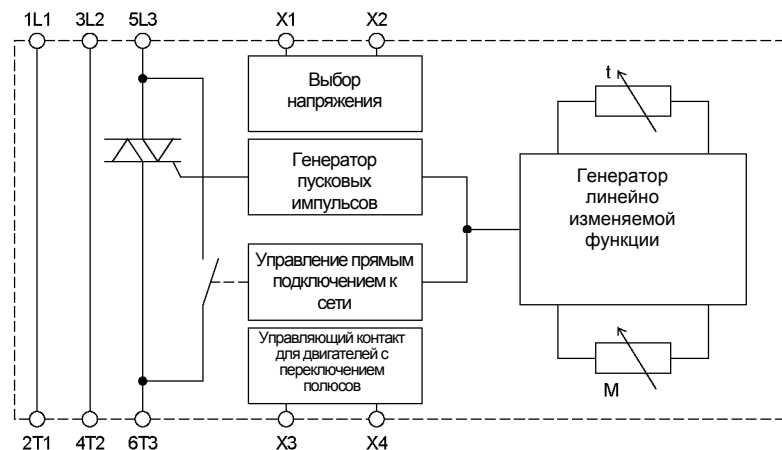 1L1 3L2 5L3 X1 X2
Выбор
напряжения
t
Генератор
пусковых
импульсов
Генератор
линейно
изменяемой
функции
Управление прямым
подключением к
сети
Управляющий контакт
для двигателей с
переключением
полюсов
M
2T1 4T2 6T3 X3 X4